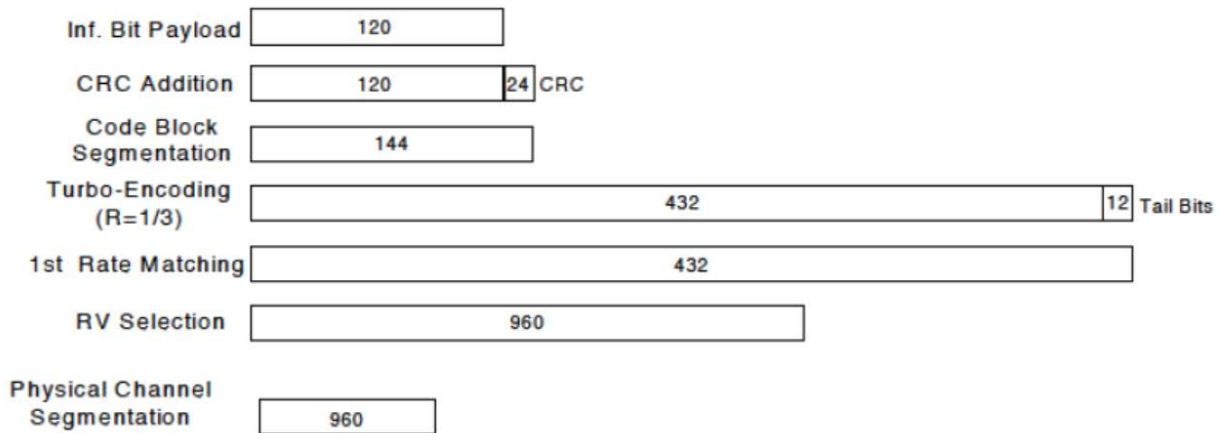 Inf. Bit Payload 120
CRC Addition 120 24 CRC
Code Block
Segmentation 144
Turbo-Encoding
(R=1/3) 432 12 Tail Bits
1st Rate Matching 432
RV Selection 960
Physical Channel
Segmentation 960